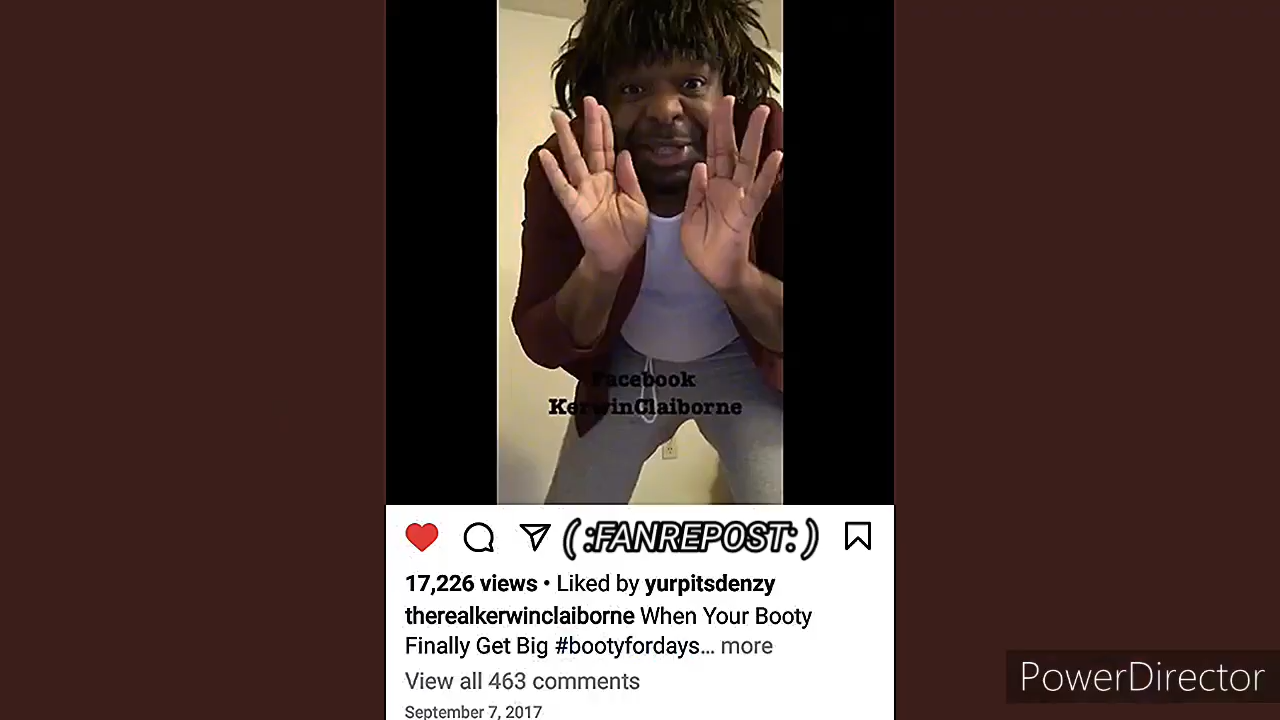 Facebook
KerwinClaiborne
( :FANREPOST: )
17,226 views • Liked by yurpitsdenzy
therealkerwinclaiborne When Your Booty
Finally Get Big #bootyfordays… more
View all 463 comments
September 7, 2017
PowerDirector